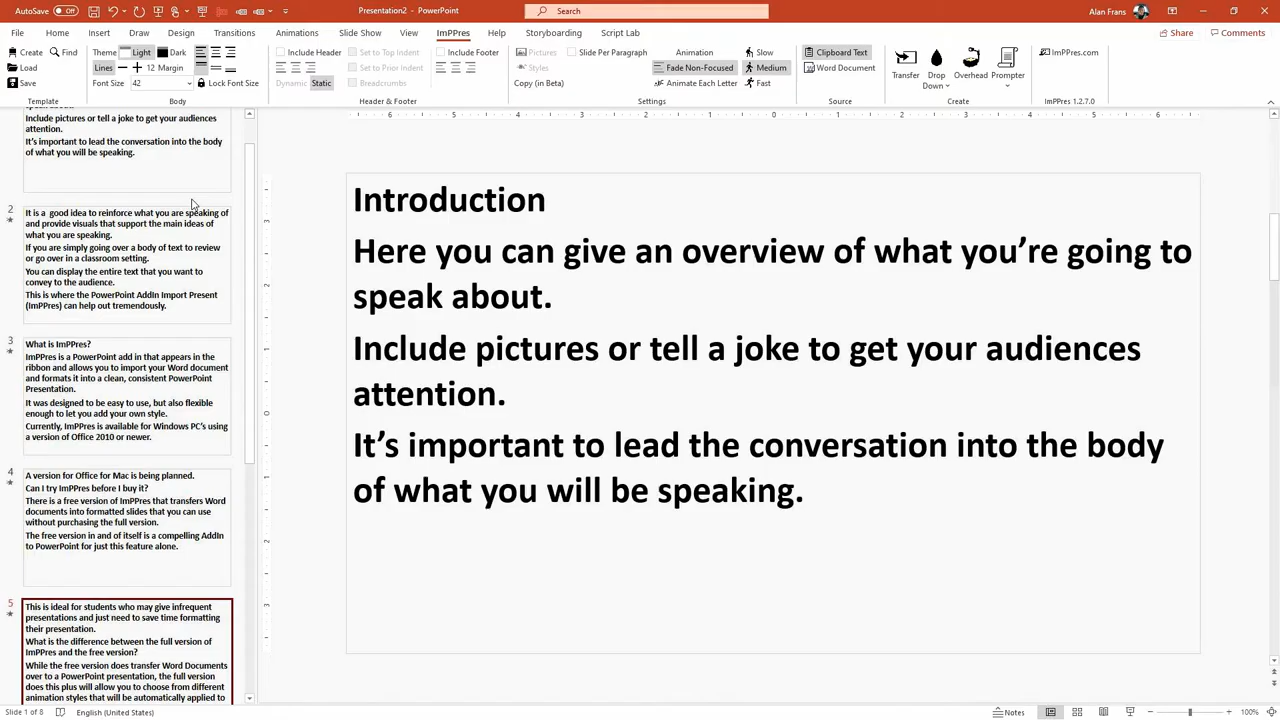 AutoSave Off
Presentation2 - PowerPoint
Search
Alan Frans
File Home Insert Draw Design Transitions Animations Slide Show View ImPPres Help Storyboarding Script Lab
Share Comments
Create Find
Load
Save
Template
Theme Light Dark
Lines 12 Margin
Font Size 42 Lock Font Size
Body
Include Header Set to Top Indent Include Footer
Set to Prior Indent
Dynamic Static Breadcrumbs
Header & Footer
Pictures Slide Per Paragraph Animation Slow
Styles Fade Non-Focused Medium
Copy (in Beta) Animate Each Letter Fast
Settings
Clipboard Text
Word Document
Source
Transfer Drop Down Overhead Prompter
Create
ImPPres.com
ImPPres 1.2.7.0
Include pictures or tell a joke to get your audiences
attention.
It's important to lead the conversation into the body
of what you will be speaking.
2
It is a good idea to reinforce what you are speaking of
and provide visuals that support the main ideas of
what you are speaking.
If you are simply going over a body of text to review
or go over in a classroom setting.
You can display the entire text that you want to
convey to the audience.
This is where the PowerPoint AddIn Import Present
(ImPPres) can help out tremendously.
3
What is ImPPres?
ImPPres is a PowerPoint add in that appears in the
ribbon and allows you to import your Word document
and formats it into a clean, consistent PowerPoint
Presentation.
It was designed to be easy to use, but also flexible
enough to let you add your own style.
Currently, ImPPres is available for Windows PC's using
a version of Office 2010 or newer.
4
A version for Office for Mac is being planned.
Can I try ImPPres before I buy it?
There is a free version of ImPPres that transfers Word
documents into formatted slides that you can use
without purchasing the full version.
The free version in and of itself is a compelling AddIn
to PowerPoint for just this feature alone.
5
This is ideal for students who may give infrequent
presentations and just need to save time formatting
their presentation.
What is the difference between the full version of
ImPPres and the free version?
While the free version does transfer Word Documents
over to a PowerPoint presentation, the full version
does this plus will allow you to choose from different
animation styles that will be automatically applied to
6 5 4 3 2 1 0 1 2 3 4 5 6
3
2
1
0
1
2
3
Introduction
Here you can give an overview of what you’re going to
speak about.
Include pictures or tell a joke to get your audiences
attention.
It’s important to lead the conversation into the body
of what you will be speaking.
Slide 1 of 8 English (United States) Notes 100%